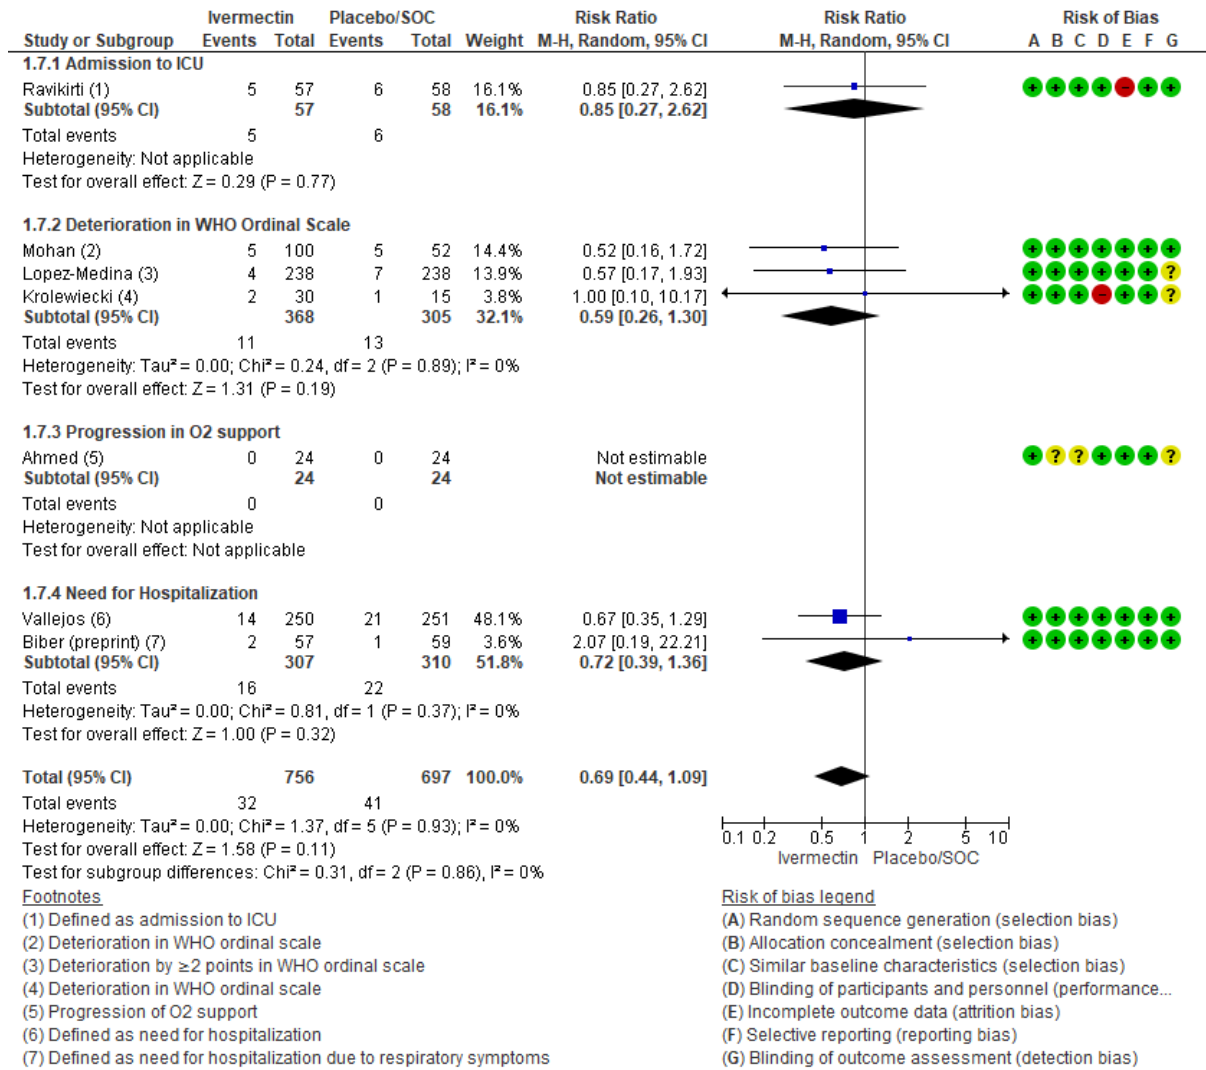 Ivermectin Placebo/SOC Risk Ratio Risk Ratio Risk of Bias
Study or Subgroup Events Total Events Total Weight M-H, Random, 95% CI M-H, Random, 95% CI A B C D E F G
1.7.1 Admission to ICU
Ravikirti (1) 5 57 6 58 16.1% 0.85 [0.27, 2.62] + + + + - + +
Subtotal (95% CI) 57 58 16.1% 0.85 [0.27, 2.62]
Total events 5 6
Heterogeneity: Not applicable
Test for overall effect: Z = 0.29 (P = 0.77)
1.7.2 Deterioration in WHO Ordinal Scale
Mohan (2) 5 100 5 52 14.4% 0.52 [0.16, 1.72] + + + + + + +
Lopez-Medina (3) 4 238 7 238 13.9% 0.57 [0.17, 1.93] + + + + + + ?
Krolewiecki (4) 2 30 1 15 3.8% 1.00 [0.10, 10.17] + + + - + + ?
Subtotal (95% CI) 368 305 32.1% 0.59 [0.26, 1.30]
Total events 11 13
Heterogeneity: Tau² = 0.00; Chi² = 0.24, df = 2 (P = 0.89); I² = 0%
Test for overall effect: Z = 1.31 (P = 0.19)
1.7.3 Progression in O2 support
Ahmed (5) 0 24 0 24 Not estimable + ? ? + + + ?
Subtotal (95% CI) 24 24 Not estimable
Total events 0 0
Heterogeneity: Not applicable
Test for overall effect: Not applicable
1.7.4 Need for Hospitalization
Vallejos (6) 14 250 21 251 48.1% 0.67 [0.35, 1.29] + + + + + + +
Biber (preprint) (7) 2 57 1 59 3.6% 2.07 [0.19, 22.21] + + + + + + +
Subtotal (95% CI) 307 310 51.8% 0.72 [0.39, 1.36]
Total events 16 22
Heterogeneity: Tau² = 0.00; Chi² = 0.81, df = 1 (P = 0.37); I² = 0%
Test for overall effect: Z = 1.00 (P = 0.32)
Total (95% CI) 756 697 100.0% 0.69 [0.44, 1.09]
Total events 32 41
Heterogeneity: Tau² = 0.00; Chi² = 1.37, df = 5 (P = 0.93); I² = 0%
Test for overall effect: Z = 1.58 (P = 0.11)
Test for subgroup differences: Chi² = 0.31, df = 2 (P = 0.86), I² = 0%
0.1 0.2 0.5 1 2 5 10
Ivermectin Placebo/SOC
Footnotes
(1) Defined as admission to ICU
(2) Deterioration in WHO ordinal scale
(3) Deterioration by ≥2 points in WHO ordinal scale
(4) Deterioration in WHO ordinal scale
(5) Progression of O2 support
(6) Defined as need for hospitalization
(7) Defined as need for hospitalization due to respiratory symptoms
Risk of bias legend
(A) Random sequence generation (selection bias)
(B) Allocation concealment (selection bias)
(C) Similar baseline characteristics (selection bias)
(D) Blinding of participants and personnel (performance...
(E) Incomplete outcome data (attrition bias)
(F) Selective reporting (reporting bias)
(G) Blinding of outcome assessment (detection bias)